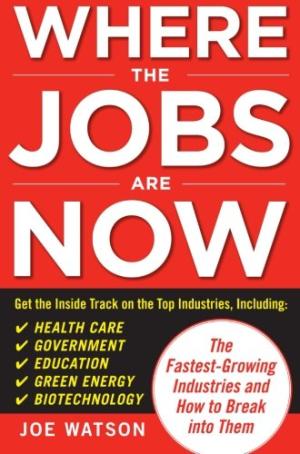 WHERE
THE
JOBS
ARE
NOW
Get the Inside Track on the Top Industries, Including:
✔ HEALTH CARE
✔ GOVERNMENT
✔ EDUCATION
✔ GREEN ENERGY
✔ BIOTECHNOLOGY
The
Fastest-Growing
Industries and
How to Break
into Them
JOE WATSON